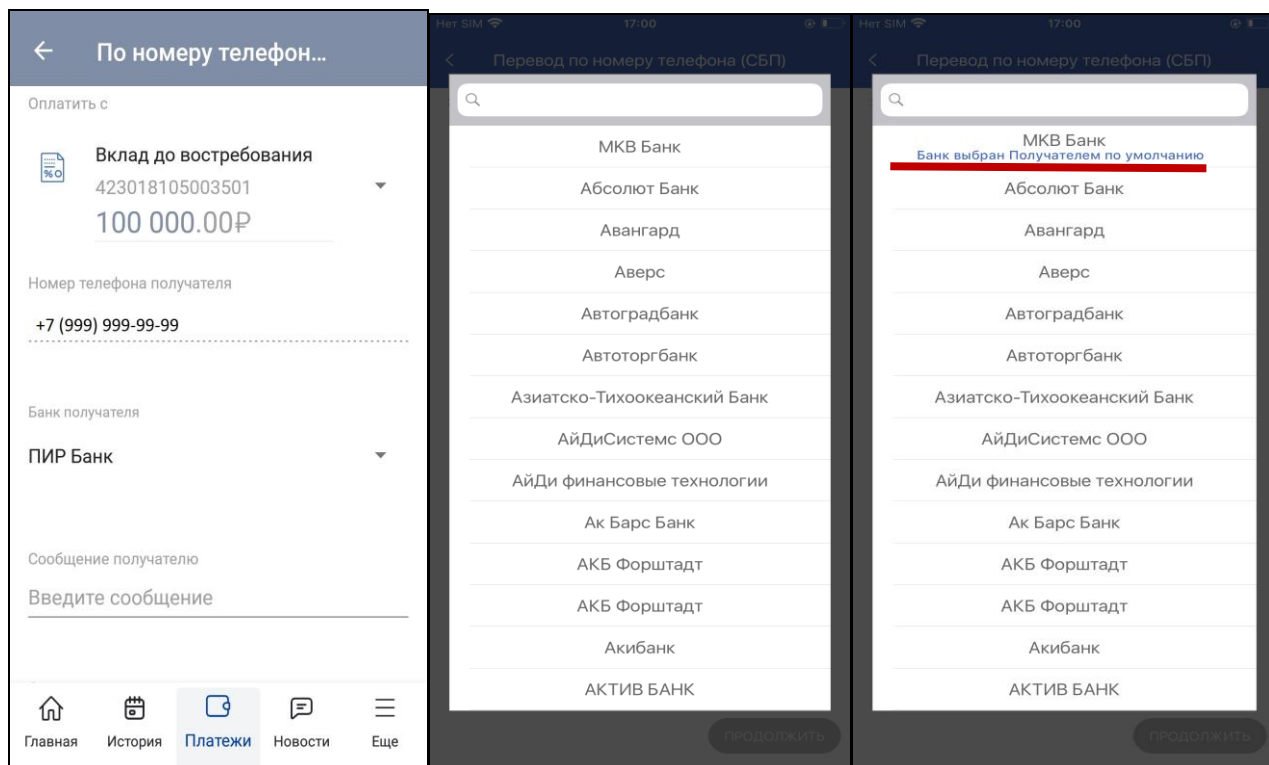 По номеру телефон...
Оплатить с
Вклад до востребования
423018105003501
100 000.00₽
Номер телефона получателя
+7 (999) 999-99-99
Банк получателя
ПИР Банк
Сообщение получателю
Введите сообщение
Главная
История
Платежи
Новости
Еще
Нет SIM
17:00
Перевод по номеру телефона (СБП)
МКВ Банк
Абсолют Банк
Авангард
Аверс
Автоградбанк
Автоторгбанк
Азиатско-Тихоокеанский Банк
АйДиСистемс ООО
АйДи финансовые технологии
Ак Барс Банк
АКБ Форштадт
АКБ Форштадт
Акибанк
АКТИВ БАНК
ПРОДОЛЖИТЬ
Нет SIM
17:00
Перевод по номеру телефона (СБП)
МКВ Банк
Банк выбран Получателем по умолчанию
Абсолют Банк
Авангард
Аверс
Автоградбанк
Автоторгбанк
Азиатско-Тихоокеанский Банк
АйДиСистемс ООО
АйДи финансовые технологии
Ак Барс Банк
АКБ Форштадт
АКБ Форштадт
Акибанк
АКТИВ БАНК
ПРОДОЛЖИТЬ